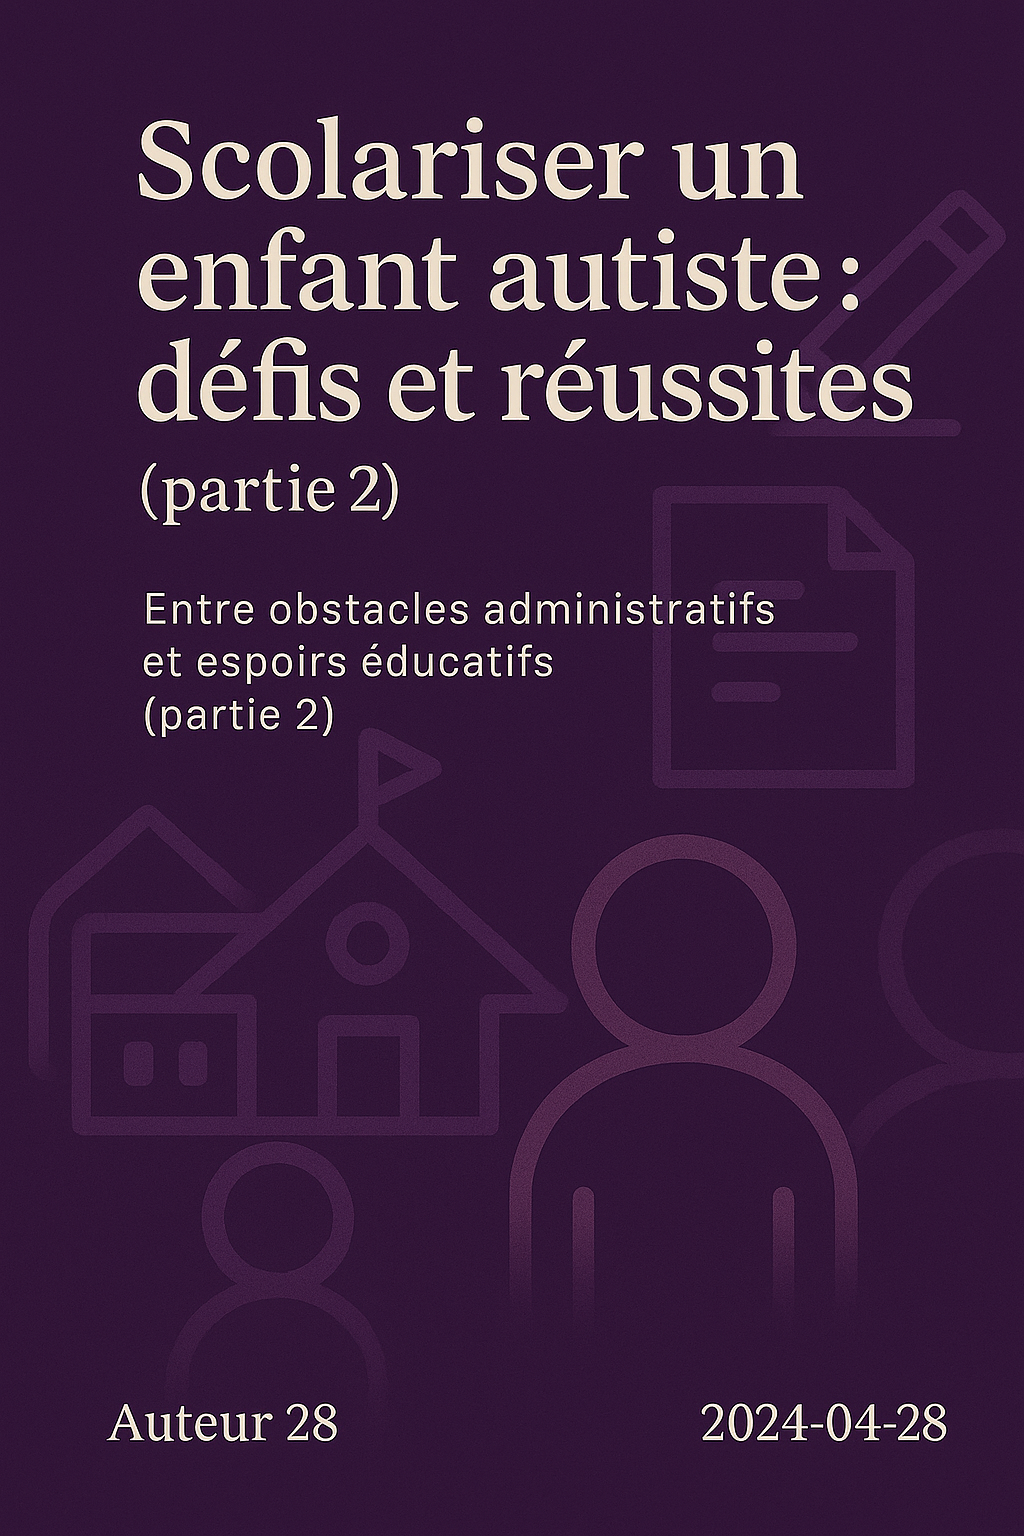 Scolariser un
enfant autiste :
défis et réussites
(partie 2)
Entre obstacles administratifs
et espoirs éducatifs
(partie 2)
Auteur 28
2024-04-28